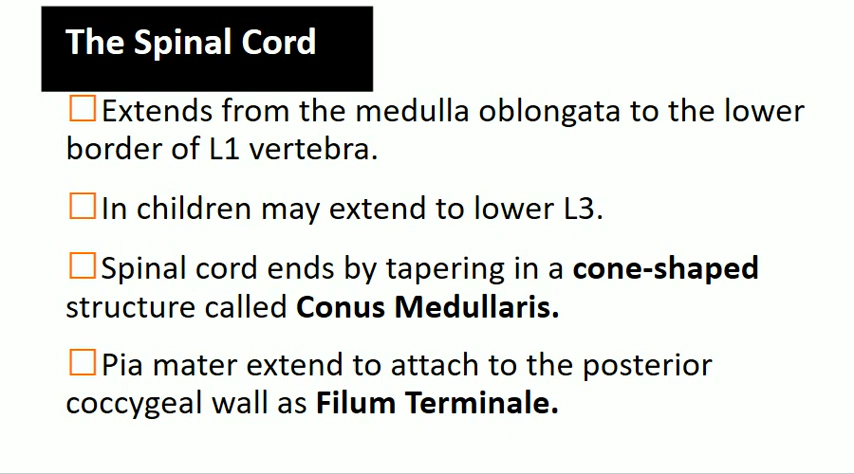 The Spinal Cord
□Extends from the medulla oblongata to the lower
border of L1 vertebra.
□In children may extend to lower L3.
□Spinal cord ends by tapering in a cone-shaped
structure called Conus Medullaris.
□Pia mater extend to attach to the posterior
coccygeal wall as Filum Terminale.